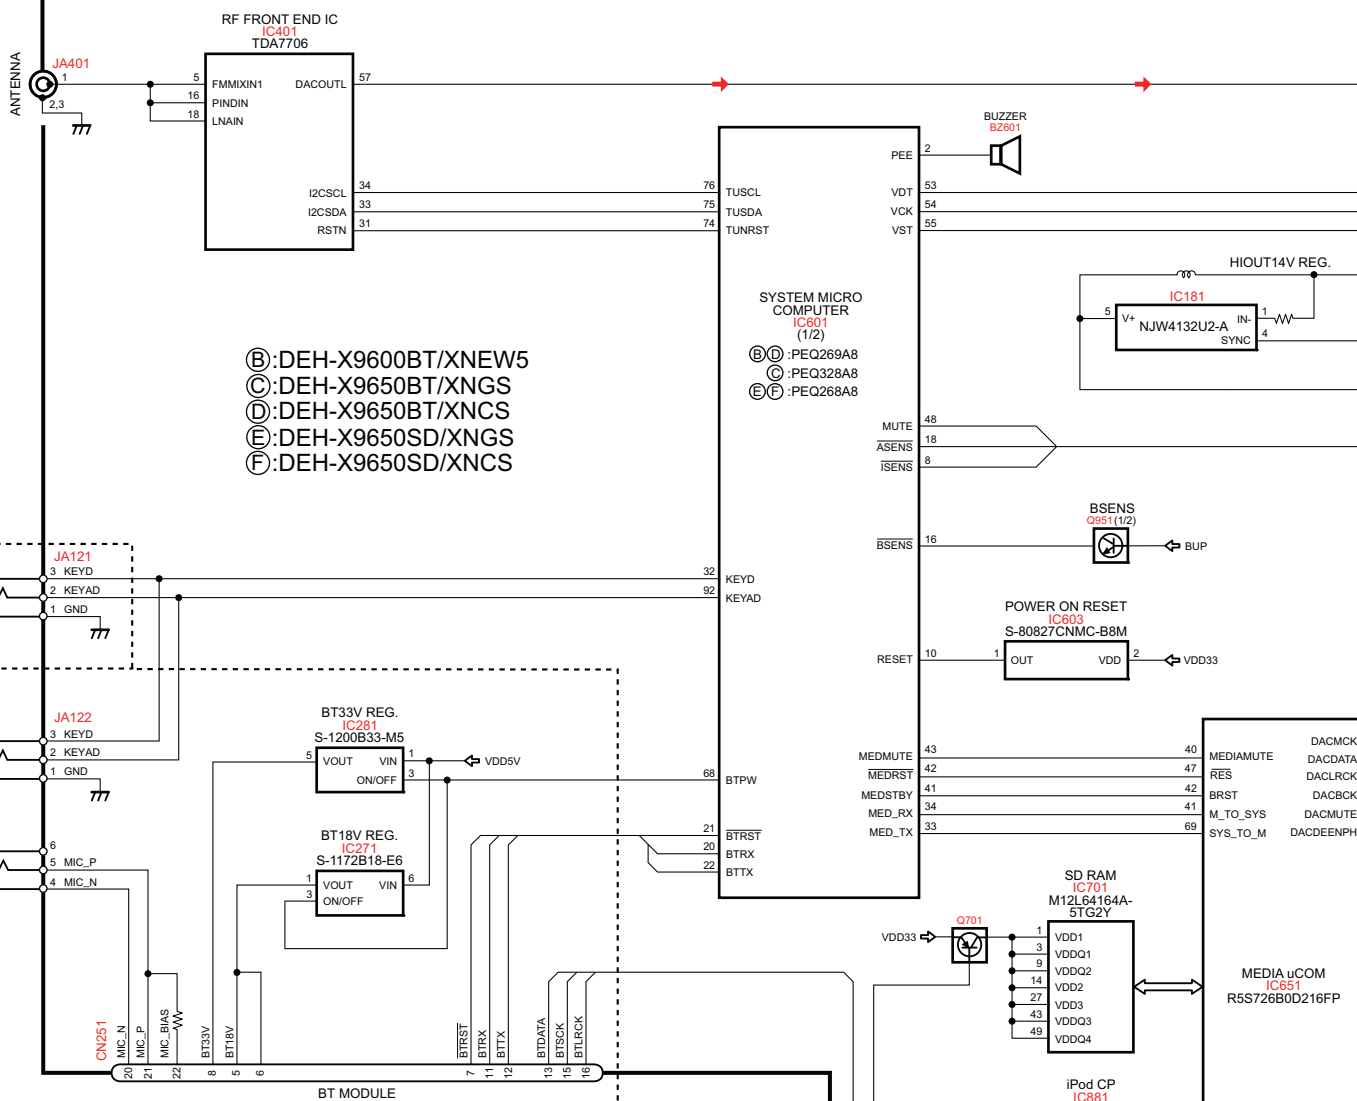 RF FRONT END IC
IC401
TDA7706
ANTENNA
JA401
1
2,3
5 FMMIXIN1
16 PINDIN
18 LNAIN
DACOUTL 57
I2CSCL 34
I2CSDA 33
RSTN 31
BUZZER
BZ601
PEE 2
76 TUSCL
75 TUSDA
74 TUNRST
VDT 53
VCK 54
VST 55
HIOUT14V REG.
IC181
5 V+
NJW4132U2-A
IN- 1
SYNC 4
SYSTEM MICRO
COMPUTER
IC601
(1/2)
ⒷⒹ:PEQ269A8
Ⓒ:PEQ328A8
ⒺⒻ:PEQ268A8
Ⓑ:DEH-X9600BT/XNEW5
Ⓒ:DEH-X9650BT/XNGS
Ⓓ:DEH-X9650BT/XNCS
Ⓔ:DEH-X9650SD/XNGS
Ⓕ:DEH-X9650SD/XNCS
MUTE 48
ASENS 18
ISENS 8
BSENS
Q951(1/2)
BSENS 16
BUP
JA121
3 KEYD
2 KEYAD
1 GND
32 KEYD
92 KEYAD
POWER ON RESET
IC603
S-80827CNMC-B8M
RESET 10
1 OUT
VDD 2
VDD33
JA122
3 KEYD
2 KEYAD
1 GND
BT33V REG.
IC281
S-1200B33-M5
5 VOUT
VIN 1
ON/OFF 3
VDD5V
68 BTPW
MEDMUTE 43
MEDRST 42
MEDSTBY 41
MED_RX 34
MED_TX 33
40 MEDIAMUTE
47 RES
42 BRST
41 M_TO_SYS
69 SYS_TO_M
DACMCK
DACDATA
DACLRCK
DACBCK
DACMUTE
DACDEENPH
BT18V REG.
IC271
S-1172B18-E6
1 VOUT
VIN 6
3 ON/OFF
21 BTRST
20 BTRX
22 BTTX
6
5 MIC_P
4 MIC_N
SD RAM
IC701
M12L64164A-
5TG2Y
Q701
VDD33
1 VDD1
3 VDDQ1
9 VDDQ2
14 VDD2
27 VDD3
43 VDDQ3
49 VDDQ4
MEDIA uCOM
IC651
R5S726B0D216FP
CN251
MIC_N 20
MIC_P 21
MIC_BIAS 22
BT33V 8
BT18V 5
6
BTRST 7
BTRX 11
BTTX 12
BTDATA 13
BTSCK 15
BTLRCK 16
BT MODULE
iPod CP
IC881